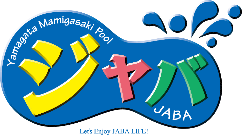 Yamagata Mamigasaki Pool
ジャバ
JABA
Let's Enjoy JABA LIFE!